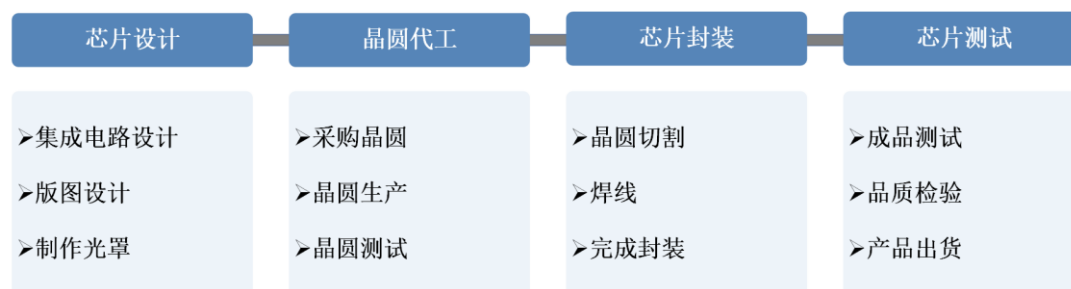 芯片设计
晶圆代工
芯片封装
芯片测试
➢集成电路设计
➢版图设计
➢制作光罩
➢采购晶圆
➢晶圆生产
➢晶圆测试
➢晶圆切割
➢焊线
➢完成封装
➢成品测试
➢品质检验
➢产品出货